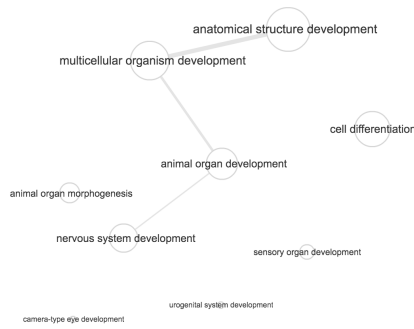 anatomical structure development
multicellular organism development
cell differentiation
animal organ development
animal organ morphogenesis
nervous system development
sensory organ development
urogenital system development
camera-type eye development